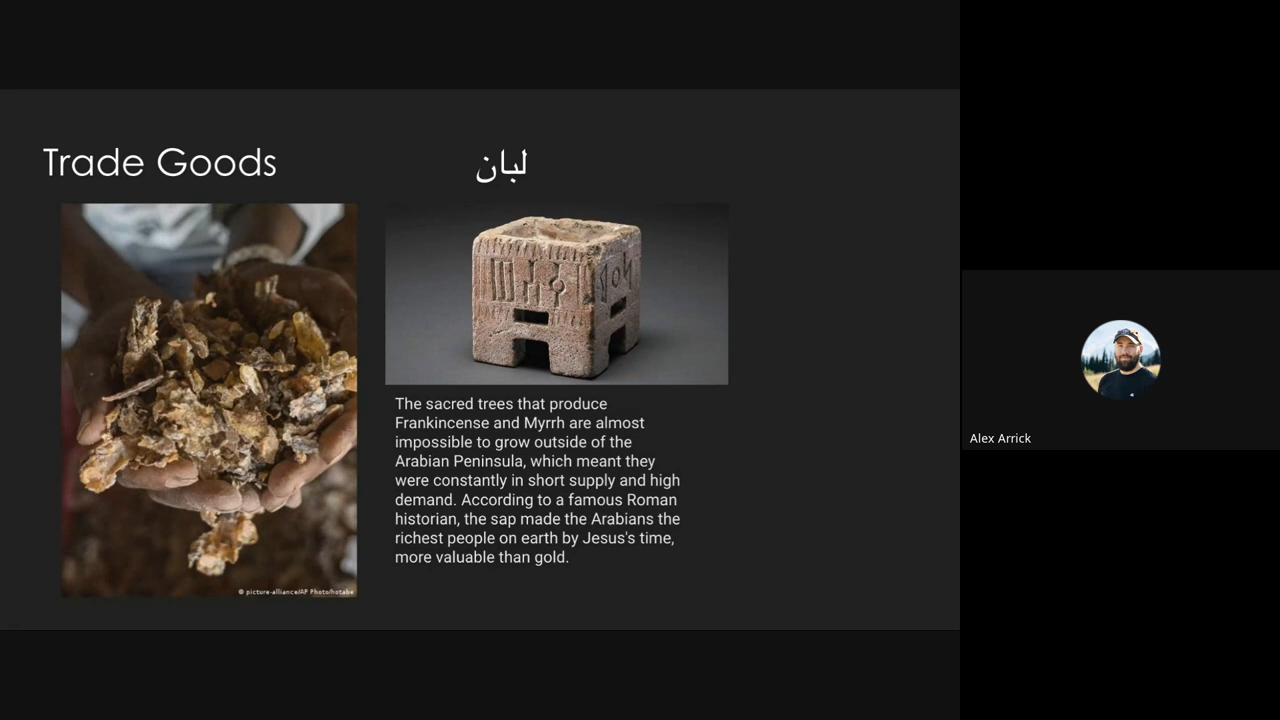 Trade Goods
لبان
The sacred trees that produce
Frankincense and Myrrh are almost
impossible to grow outside of the
Arabian Peninsula, which meant they
were constantly in short supply and high
demand. According to a famous Roman
historian, the sap made the Arabians the
richest people on earth by Jesus's time,
more valuable than gold.
© picture-alliance/AP Photo/hotabe
Alex Arrick